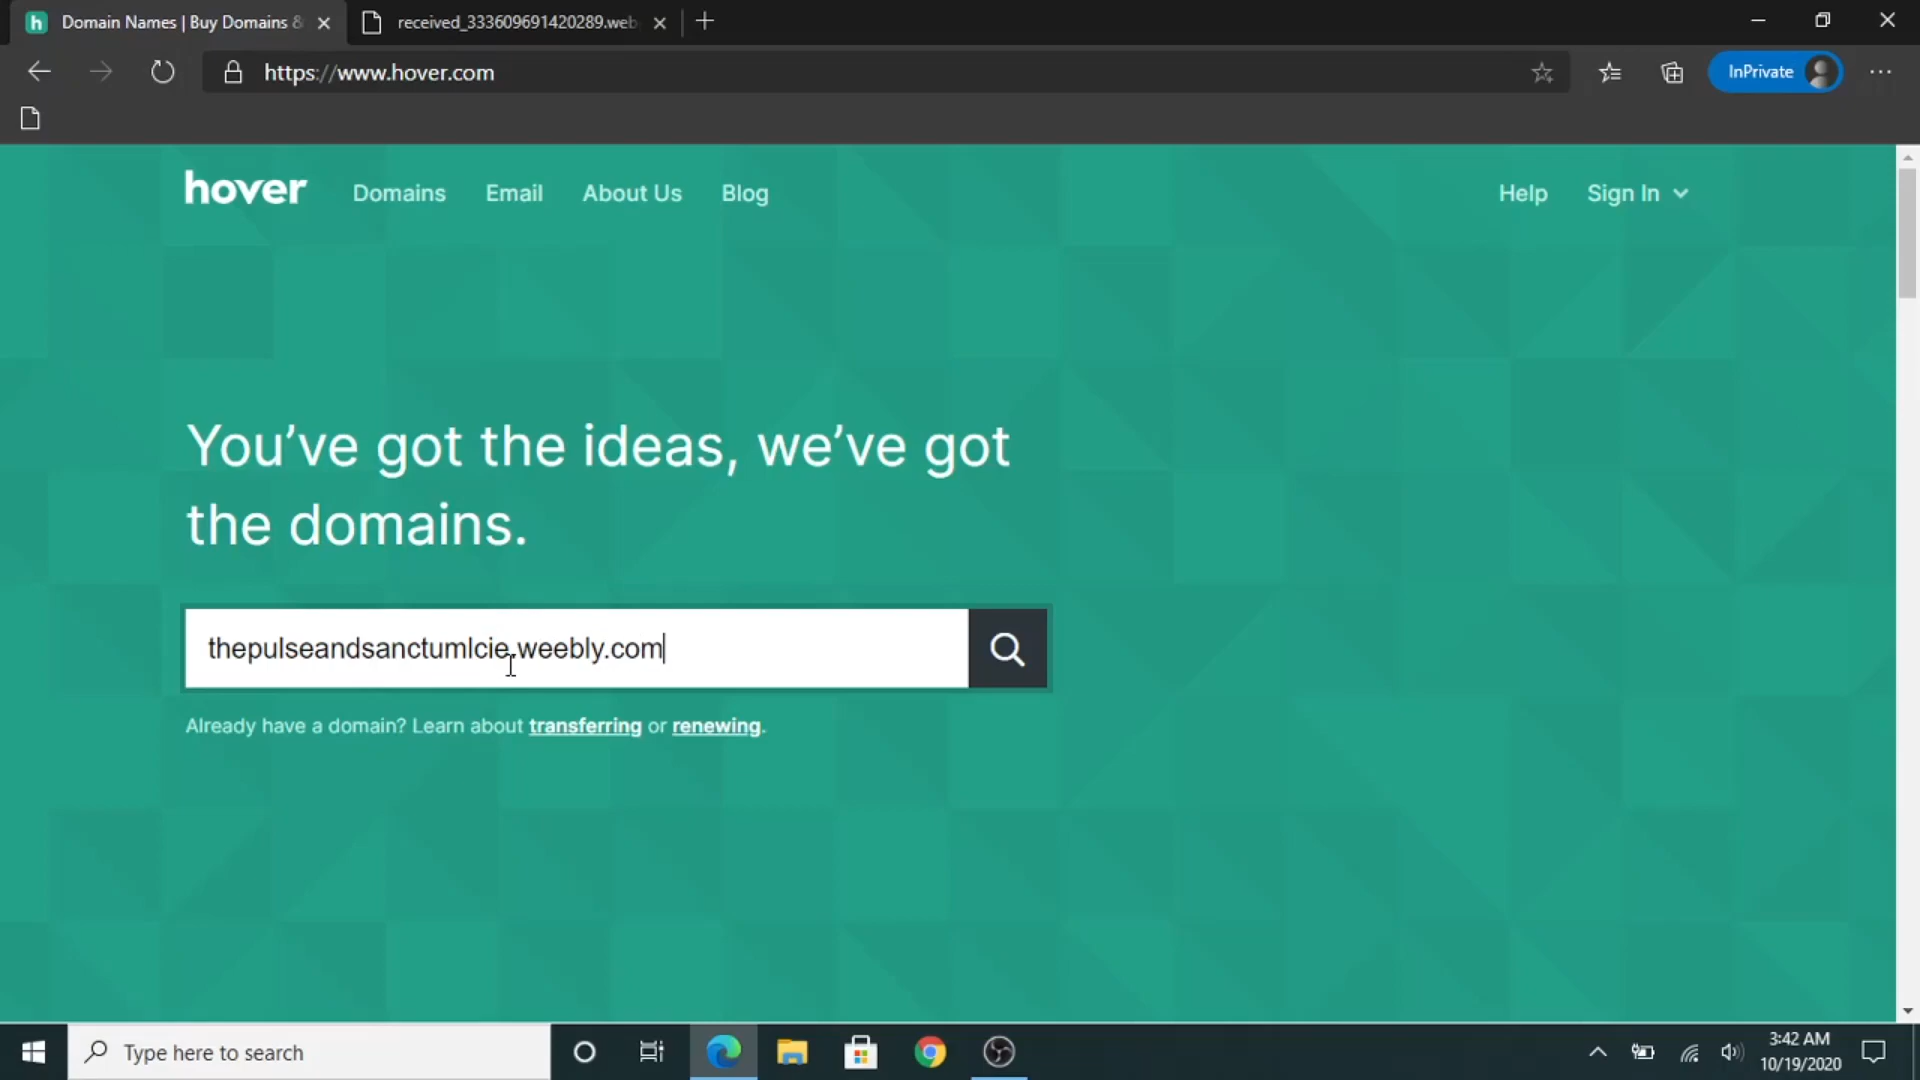 h Domain Names | Buy Domains &
received_333609691420289.web
https://www.hover.com
InPrivate
hover
Domains
Email
About Us
Blog
Help
Sign In
You’ve got the ideas, we’ve got
the domains.
thepulseandsanctumlcie.weebly.com
Already have a domain? Learn about transferring or renewing.
Type here to search
3:42 AM
10/19/2020